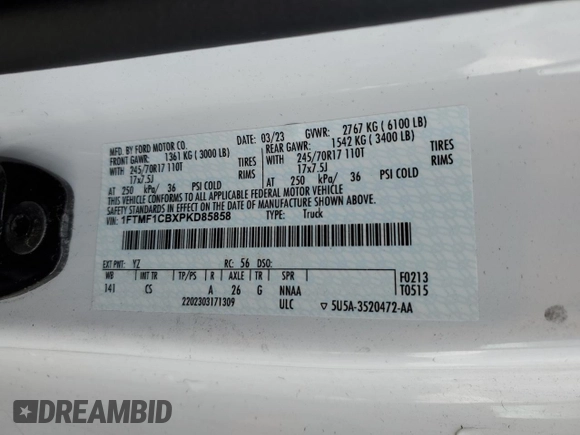 MFD. BY FORD MOTOR CO. DATE: 03/23 GVWR: 2767 KG ( 6100 LB)
FRONT GAWR: 1361 KG ( 3000 LB) REAR GAWR: 1542 KG ( 3400 LB)
WITH 245/70R17 110T TIRES WITH 245/70R17 110T TIRES
17x7.5J RIMS 17x7.5J RIMS
AT 250 kPa/ 36 PSI COLD AT 250 kPa/ 36 PSI COLD
THIS VEHICLE CONFORMS TO ALL APPLICABLE FEDERAL MOTOR VEHICLE
SAFETY STANDARDS IN EFFECT ON THE DATE OF MANUFACTURE SHOWN ABOVE.
VIN: 1FTMF1CBXPKD85858 TYPE: Truck
EXT PNT: YZ RC: 56 DSO:
WB INT TR TP/PS R AXLE TR SPR F0213
141 CS A 26 G NNAA T0515
2202303171309 ULC 5U5A-3520472-AA
DREAMBID